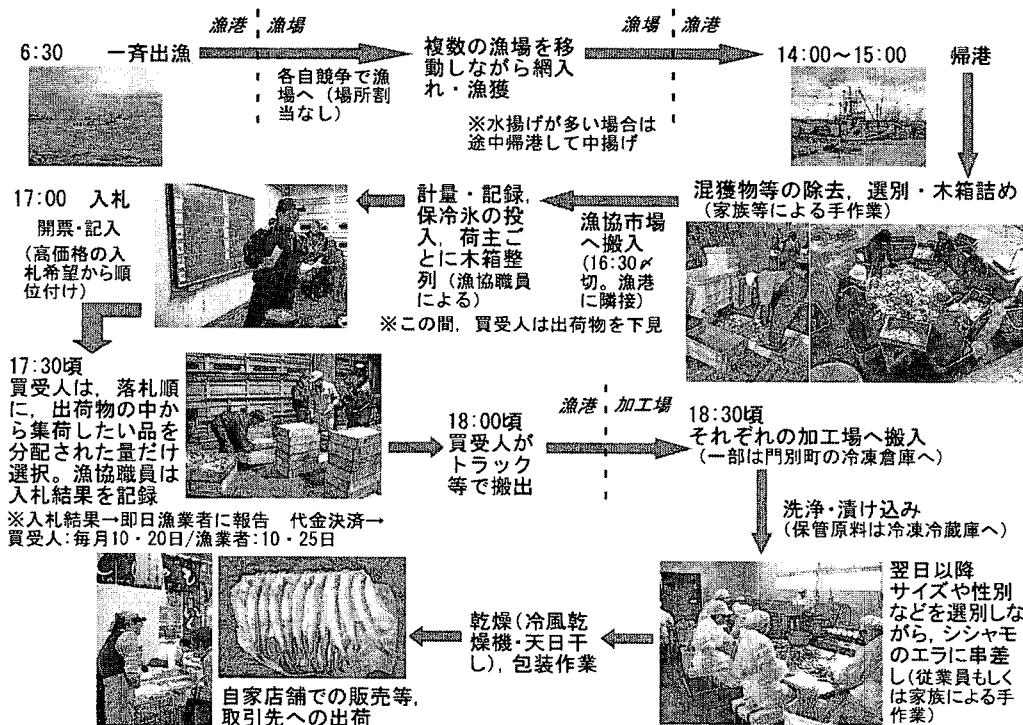 漁港 漁場
6:30 一斉出漁
各自競争で漁
場へ（場所割
当なし）
複数の漁場を移
動しながら網入
れ・漁獲
※水揚げが多い場合は
途中帰港して中揚げ
漁場 漁港
14:00～15:00 帰港
混獲物等の除去，選別・木箱詰め
（家族等による手作業）
漁協市場
へ搬入
（16:30〆
切。漁港
に隣接）
計量・記録，
保冷氷の投
入，荷主ご
とに木箱整
列（漁協職員
による）
※この間，買受人は出荷物を下見
17:00 入札
開票・記入
（高価格の入
札希望から順
位付け）
17:30頃
買受人は，落札順
に，出荷物の中か
ら集荷したい品を
分配された量だけ
選択。漁協職員は
入札結果を記録
※入札結果→即日漁業者に報告 代金決済→
買受人：毎月10・20日/漁業者：10・25日
18:00頃
買受人が
トラック
等で搬出
漁港 加工場
18:30頃
それぞれの加工場へ搬入
（一部は門別町の冷凍倉庫へ）
洗浄・漬け込み
（保管原料は冷凍冷蔵庫へ）
翌日以降
サイズや性別
などを選別しな
がら，シシャモ
のエラに串差
し（従業員もしく
は家族による手
作業）
乾燥（冷風乾
燥機・天日干
し），包装作業
自家店舗での販売等，
取引先への出荷